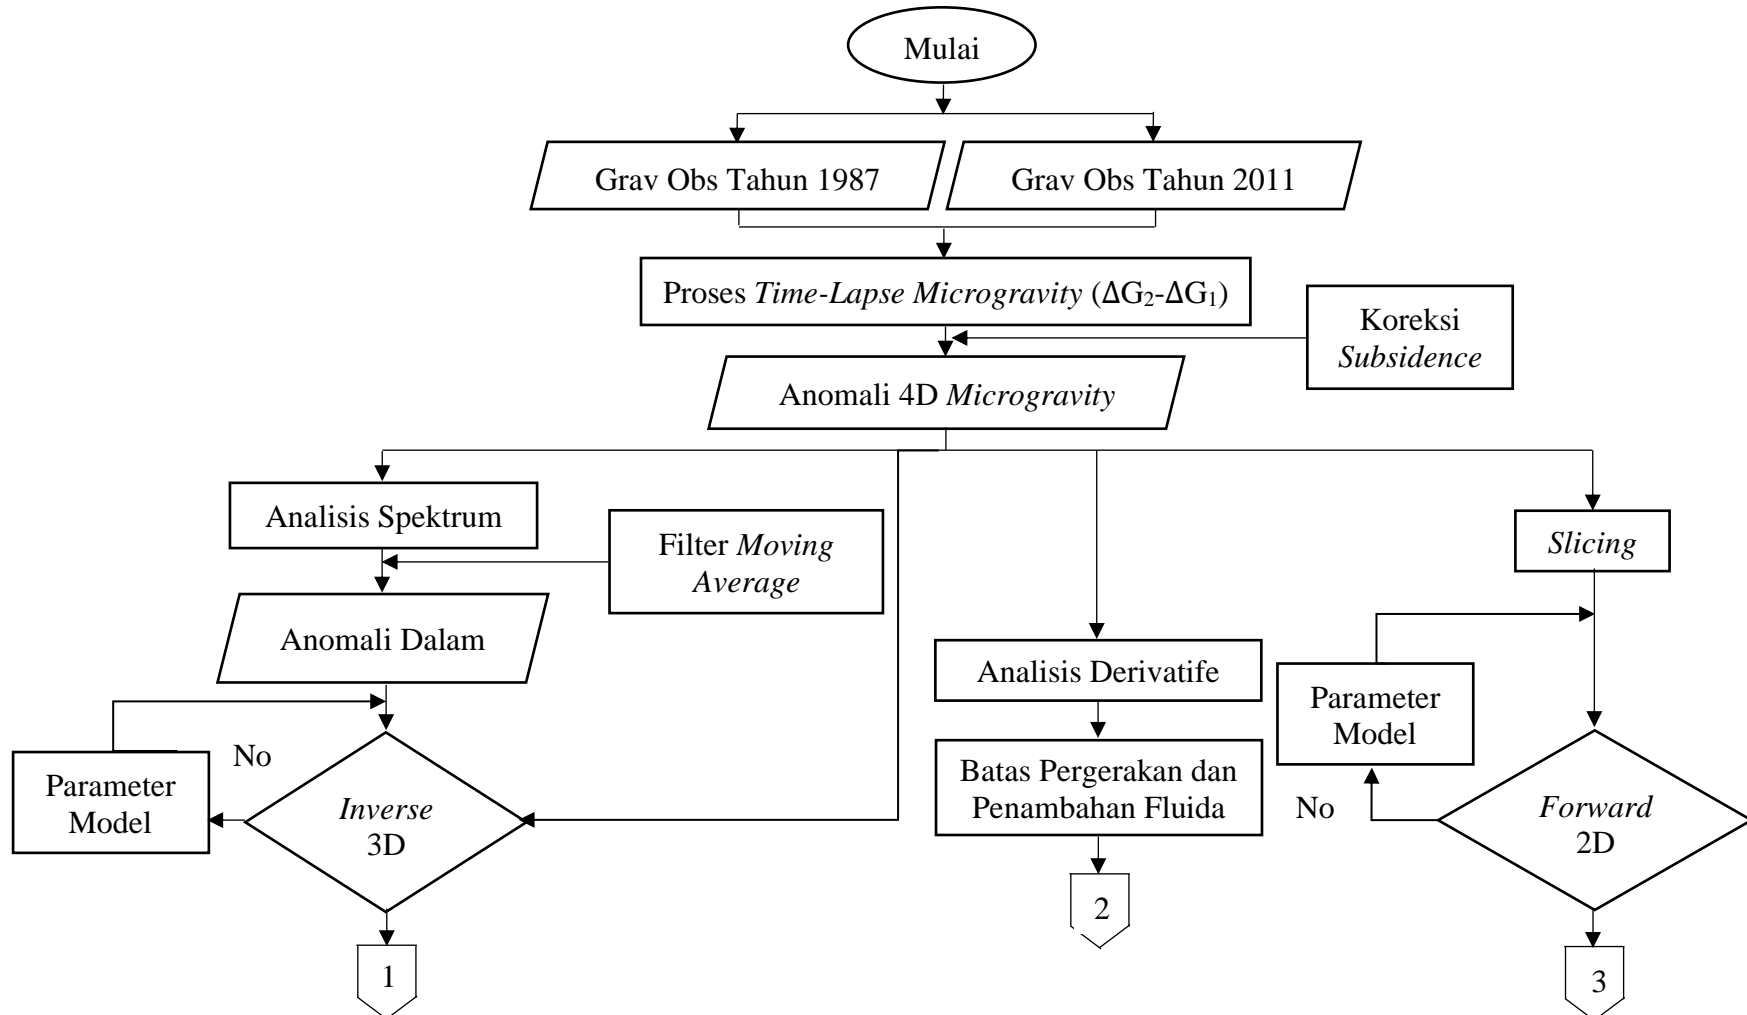 Mulai
Grav Obs Tahun 1987
Grav Obs Tahun 2011
Proses Time-Lapse Microgravity (ΔG₂-ΔG₁)
Koreksi
Subsidence
Anomali 4D Microgravity
Analisis Spektrum
Filter Moving
Average
Slicing
Anomali Dalam
Analisis Derivatife
Parameter
Model
No
Parameter
Model
Inverse
3D
Batas Pergerakan dan
Penambahan Fluida
No
Forward
2D
1
2
3